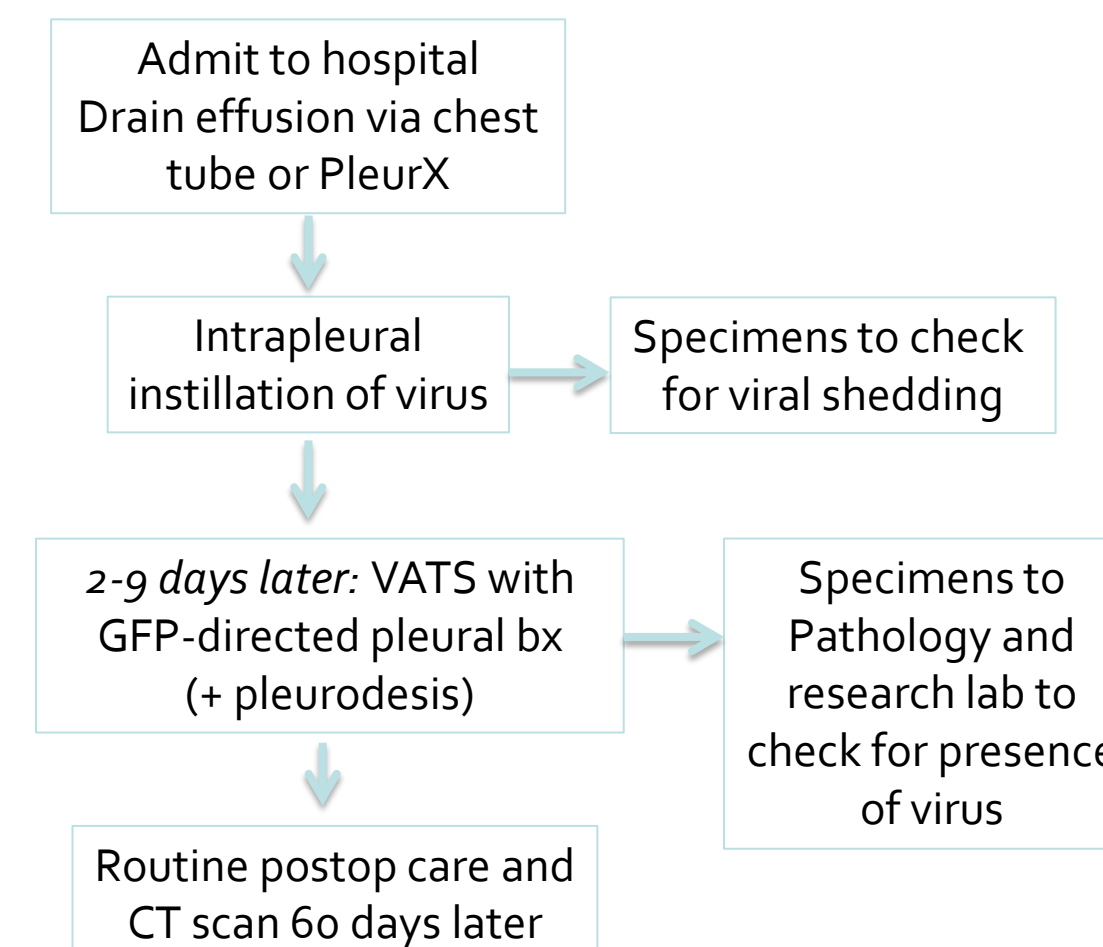 Admit to hospital
Drain effusion via chest
tube or PleurX
Intrapleural
instillation of virus
Specimens to check
for viral shedding
2-9 days later: VATS with
GFP-directed pleural bx
(+ pleurodesis)
Specimens to
Pathology and
research lab to
check for presence
of virus
Routine postop care and
CT scan 60 days later